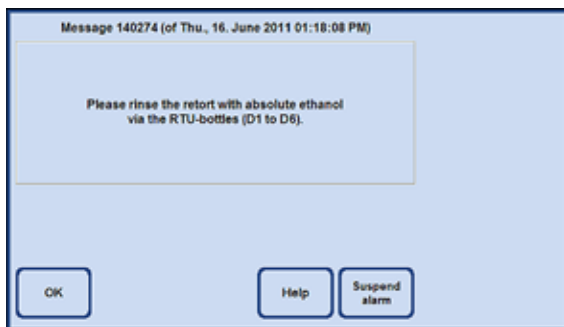 Message 140274 (of Thu., 16. June 2011 01:18:08 PM)
Please rinse the retort with absolute ethanol
via the RTU-bottles (D1 to D6).
OK
Help
Suspend
alarm